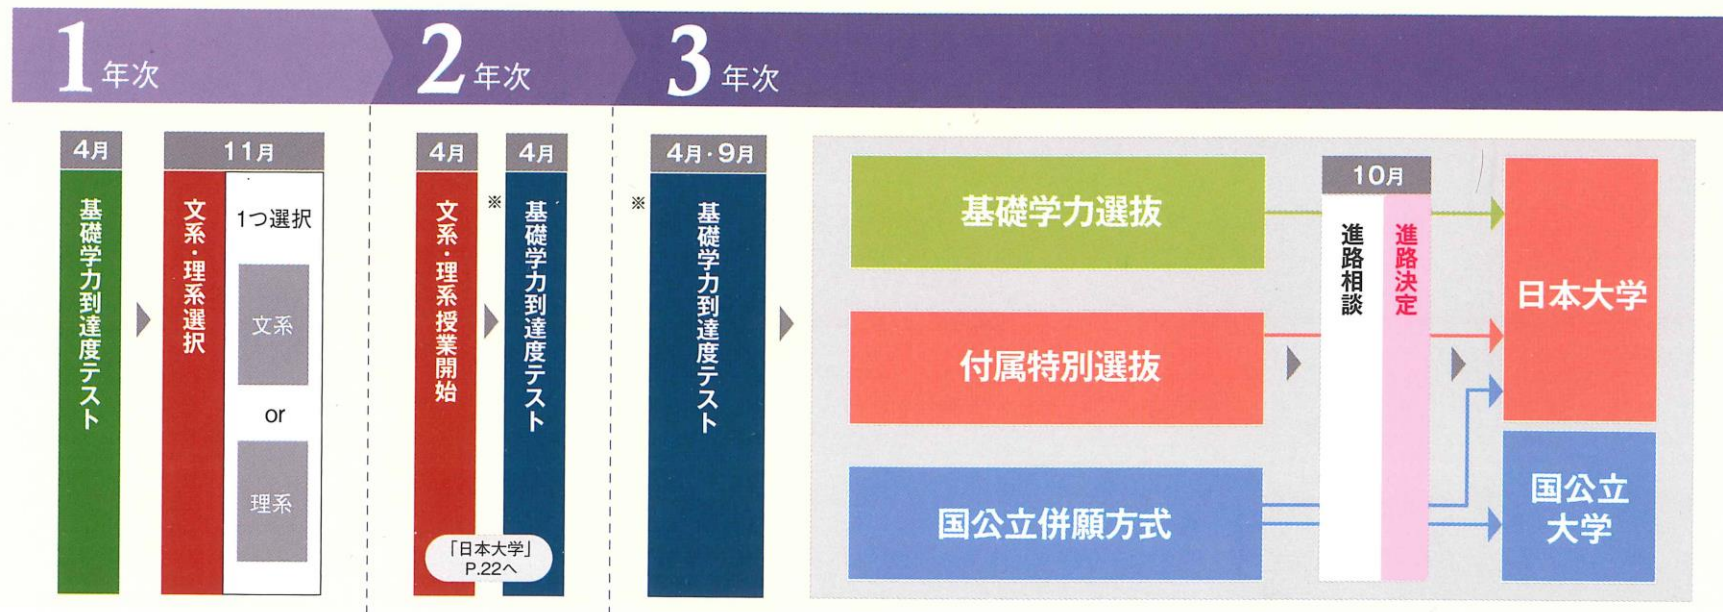 1年次
2年次
3年次
4月
基礎学力到達度テスト
11月
文系・理系選択
1つ選択
文系
or
理系
4月
文系・理系授業開始
4月
※
基礎学力到達度テスト
「日本大学」
P.22へ
4月・9月
※
基礎学力到達度テスト
基礎学力選抜
付属特別選抜
国公立併願方式
10月
進路相談
進路決定
日本大学
国公立
大学